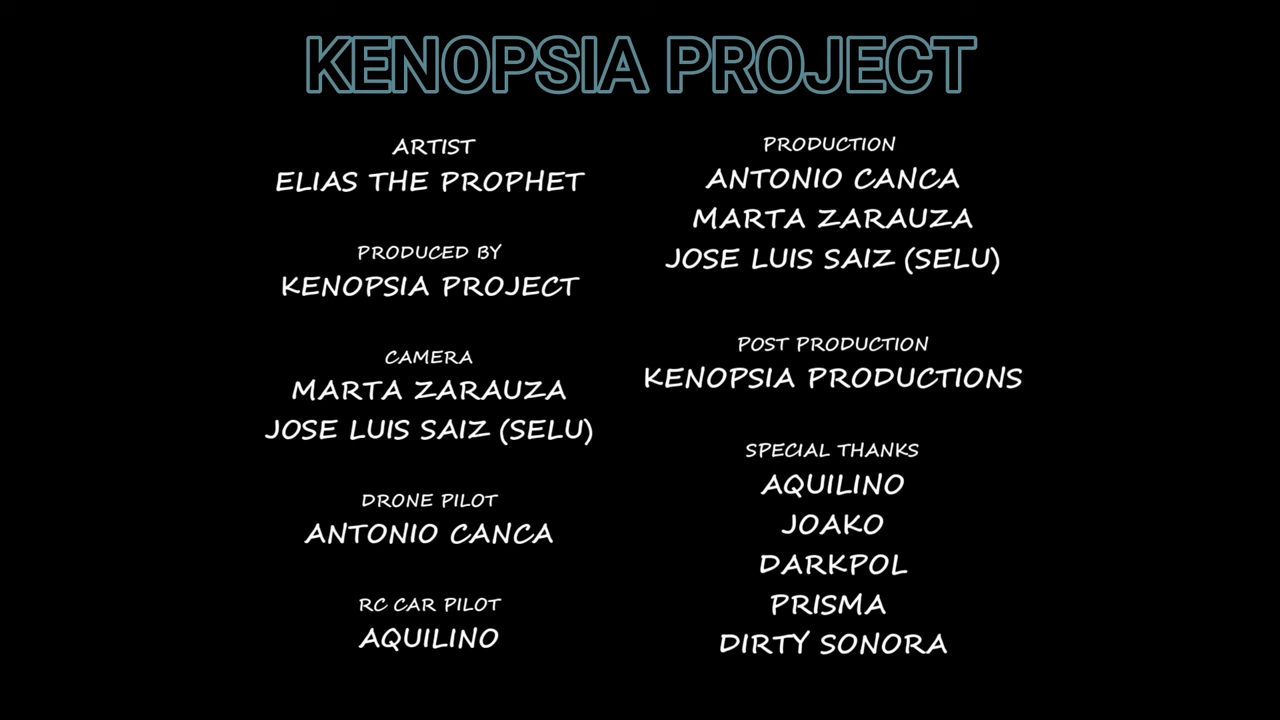 KENOPSIA PROJECT
ARTIST
ELIAS THE PROPHET
PRODUCED BY
KENOPSIA PROJECT
CAMERA
MARTA ZARAUZA
JOSE LUIS SAIZ (SELU)
DRONE PILOT
ANTONIO CANCA
RC CAR PILOT
AQUILINO
PRODUCTION
ANTONIO CANCA
MARTA ZARAUZA
JOSE LUIS SAIZ (SELU)
POST PRODUCTION
KENOPSIA PRODUCTIONS
SPECIAL THANKS
AQUILINO
JOAKO
DARKPOL
PRISMA
DIRTY SONORA